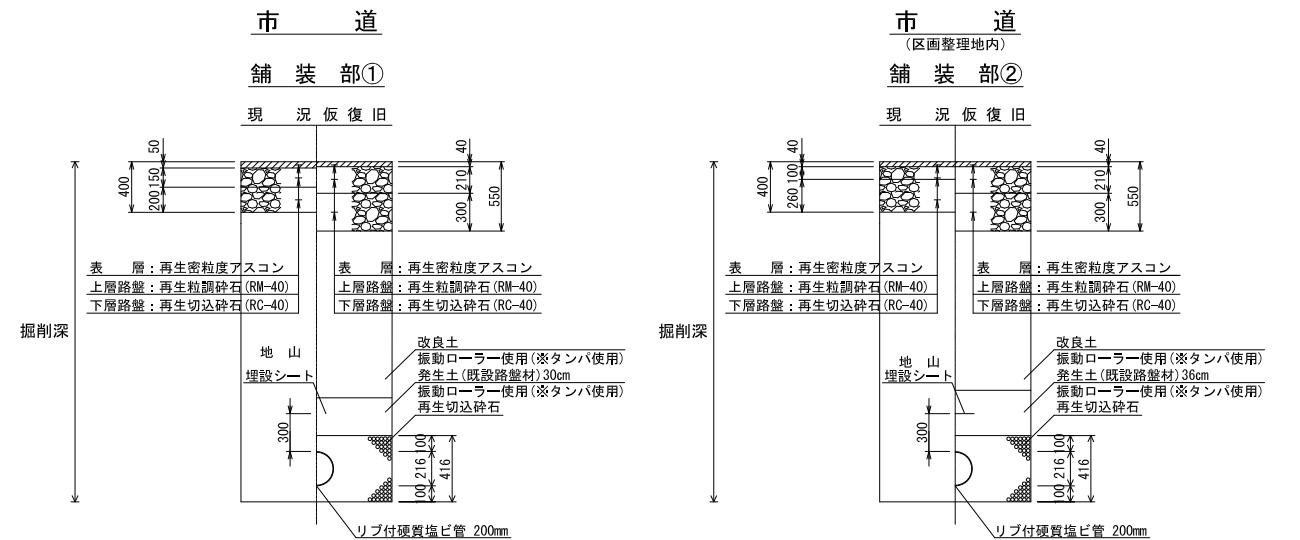 市　道
舗 装 部①
現　況
仮 復 旧
50
150
200
400
40
210
300
550
表　層：再生密粒度アスコン
上層路盤：再生粒調砕石(RM-40)
下層路盤：再生切込砕石(RC-40)
表　層：再生密粒度アスコン
上層路盤：再生粒調砕石(RM-40)
下層路盤：再生切込砕石(RC-40)
掘削深
地　山
埋設シート
改良土
振動ローラー使用(※タンパ使用)
発生土(既設路盤材)30cm
振動ローラー使用(※タンパ使用)
再生切込砕石
300
100
216
100
416
リブ付硬質塩ビ管 200mm
市　道
(区画整理地内)
舗 装 部②
現　況
仮 復 旧
40
100
260
400
40
210
300
550
表　層：再生密粒度アスコン
上層路盤：再生粒調砕石(RM-40)
下層路盤：再生切込砕石(RC-40)
表　層：再生密粒度アスコン
上層路盤：再生粒調砕石(RM-40)
下層路盤：再生切込砕石(RC-40)
掘削深
地　山
埋設シート
改良土
振動ローラー使用(※タンパ使用)
発生土(既設路盤材)36cm
振動ローラー使用(※タンパ使用)
再生切込砕石
300
100
216
100
416
リブ付硬質塩ビ管 200mm